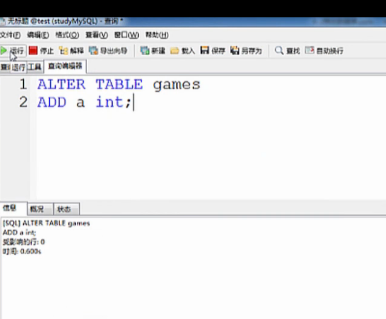 无标题 @test (studyMySQL) - 查询
文件(F) 编辑(E) 格式(O) 查看(V) 窗口(W) 帮助(H)
运行 停止 解释 导出向导 新建 载入 保存 另存为 查找 自动换行
运行 工具 查询编辑器
1 ALTER TABLE games
2 ADD a int;
信息 概况 状态
[SQL] ALTER TABLE games
ADD a int;
受影响的行: 0
时间: 0.600s